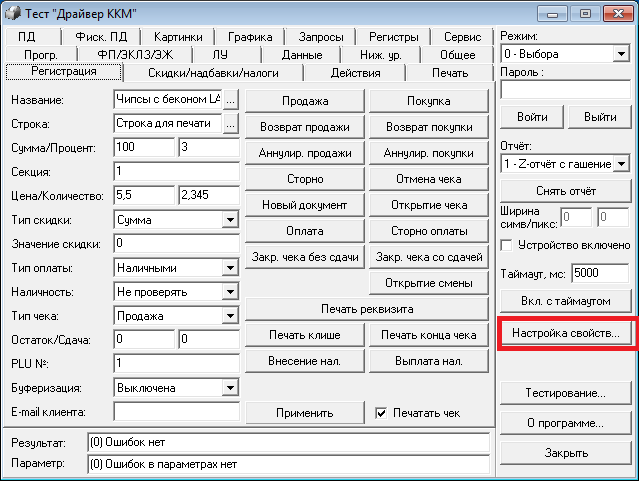 Тест "Драйвер ККМ"
ПД Фиск. ПД Картинки Графика Запросы Регистры Сервис
Прогр. ФП/ЭКЛЗ/ЭЖ ЛУ Данные Ниж. ур. Общее
Регистрация Скидки/надбавки/налоги Действия Печать
Название: Чипсы с беконом LA ...
Строка: Строка для печати ...
Сумма/Процент: 100 3
Секция: 1
Цена/Количество: 5,5 2,345
Тип скидки: Сумма
Значение скидки: 0
Тип оплаты: Наличными
Наличность: Не проверять
Тип чека: Продажа
Остаток/Сдача: 0 0
PLU №: 1
Буферизация: Выключена
E-mail клиента:
Продажа Покупка
Возврат продажи Возврат покупки
Аннулир. продажи Аннулир. покупки
Сторно Отмена чека
Новый документ Открытие чека
Оплата Сторно оплаты
Закр. чека без сдачи Закр. чека со сдачей
Открытие смены
Печать реквизита
Печать клише Печать конца чека
Внесение нал. Выплата нал.
Применить Печатать чек
Режим:
0 - Выбора
Пароль :
Войти Выйти
Отчёт:
1 - Z-отчёт с гашение
Снять отчёт
Ширина
симв/пикс: 0 0
Устройство включено
Таймаут, мс: 5000
Вкл. с таймаутом
Настройка свойств...
Тестирование...
О программе...
Закрыть
Результат: (0) Ошибок нет
Параметр: (0) Ошибок в параметрах нет